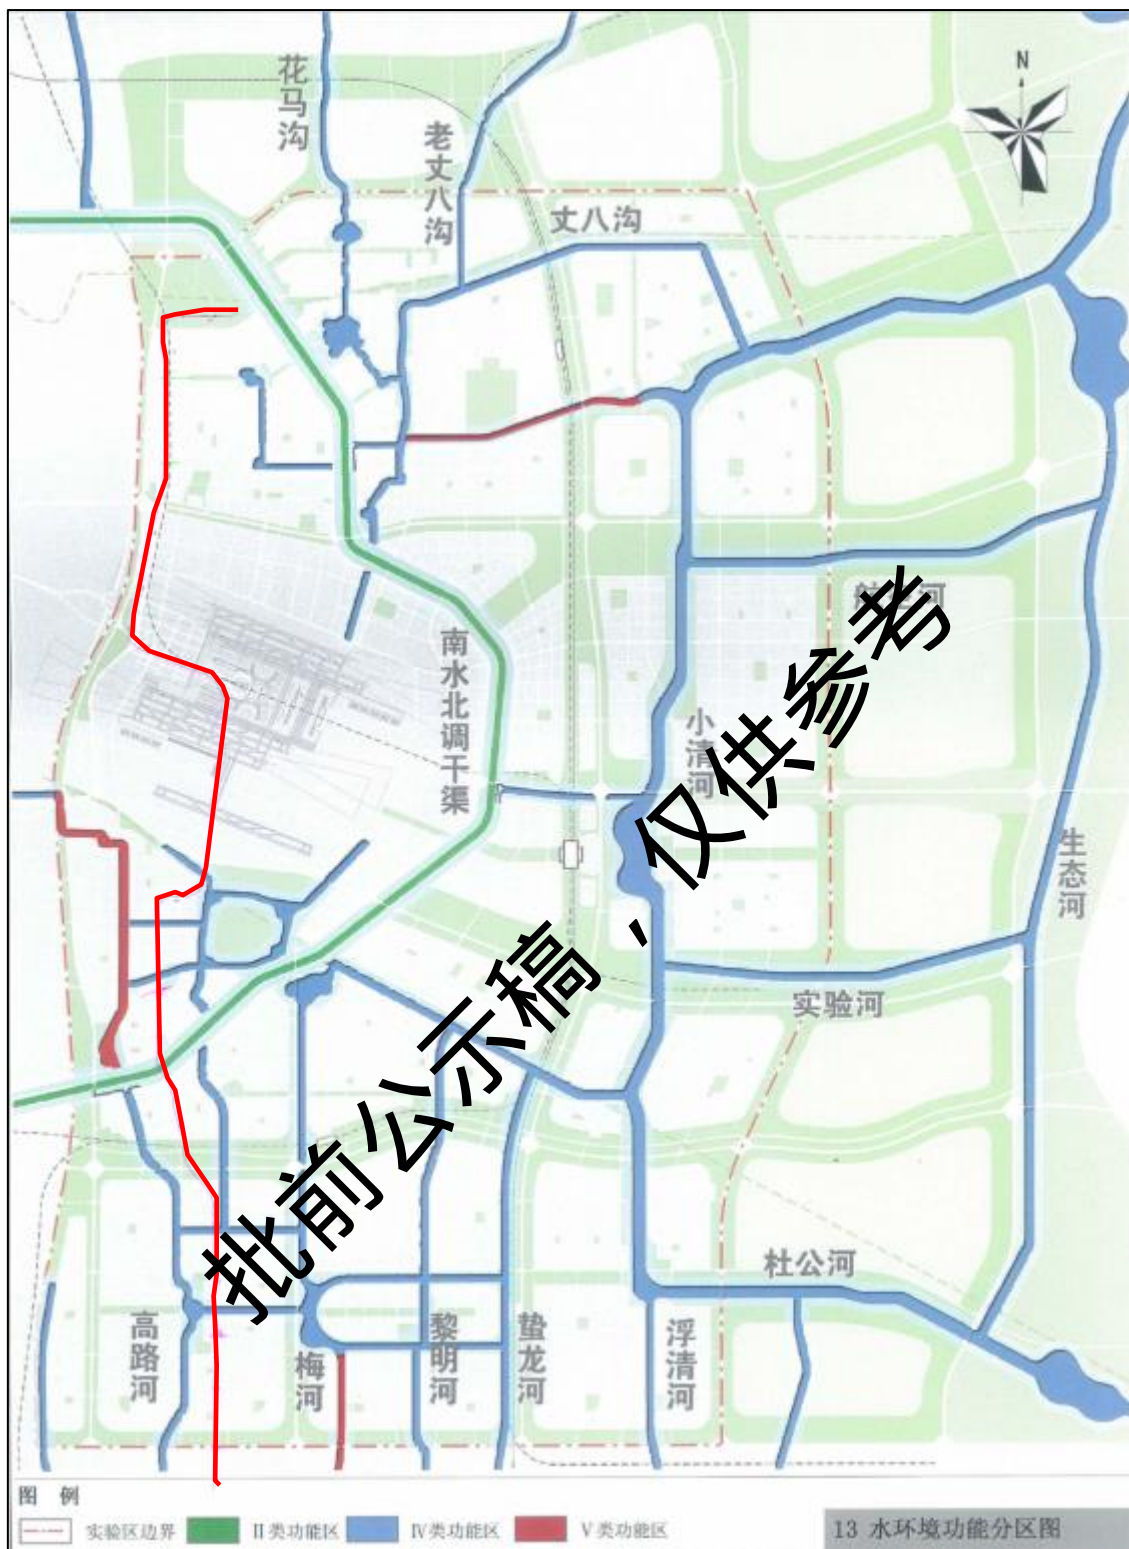 花马沟
N
老丈八沟
丈八沟
南水北调干渠
小清河
生态河
实验河
杜公河
高路河
梅河
黎明河
蛰龙河
浮清河
批前公示稿，仅供参考
图 例
实验区边界
II类功能区
IV类功能区
V类功能区
13 水环境功能分区图